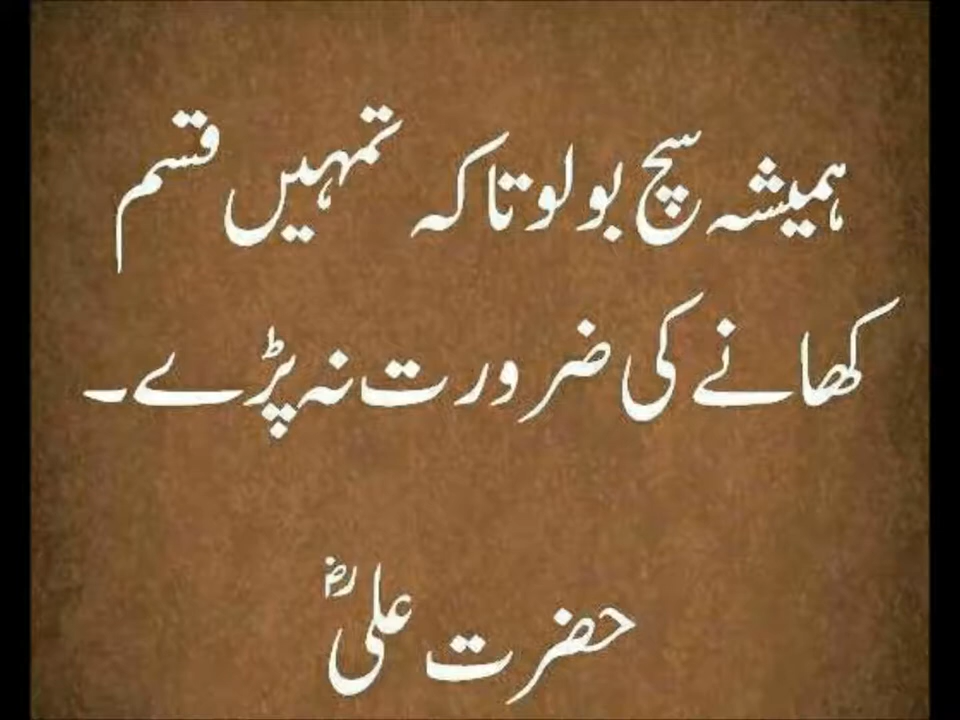 ہمیشہ سچ بولو تاکہ تمہیں قسم
کھانے کی ضرورت نہ پڑے۔
حضرت علیؓ